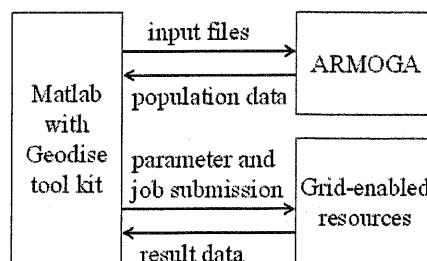 Matlab
with
Geodise
tool kit
input files
population data
ARMOGA
parameter and
job submission
result data
Grid-enabled
resources